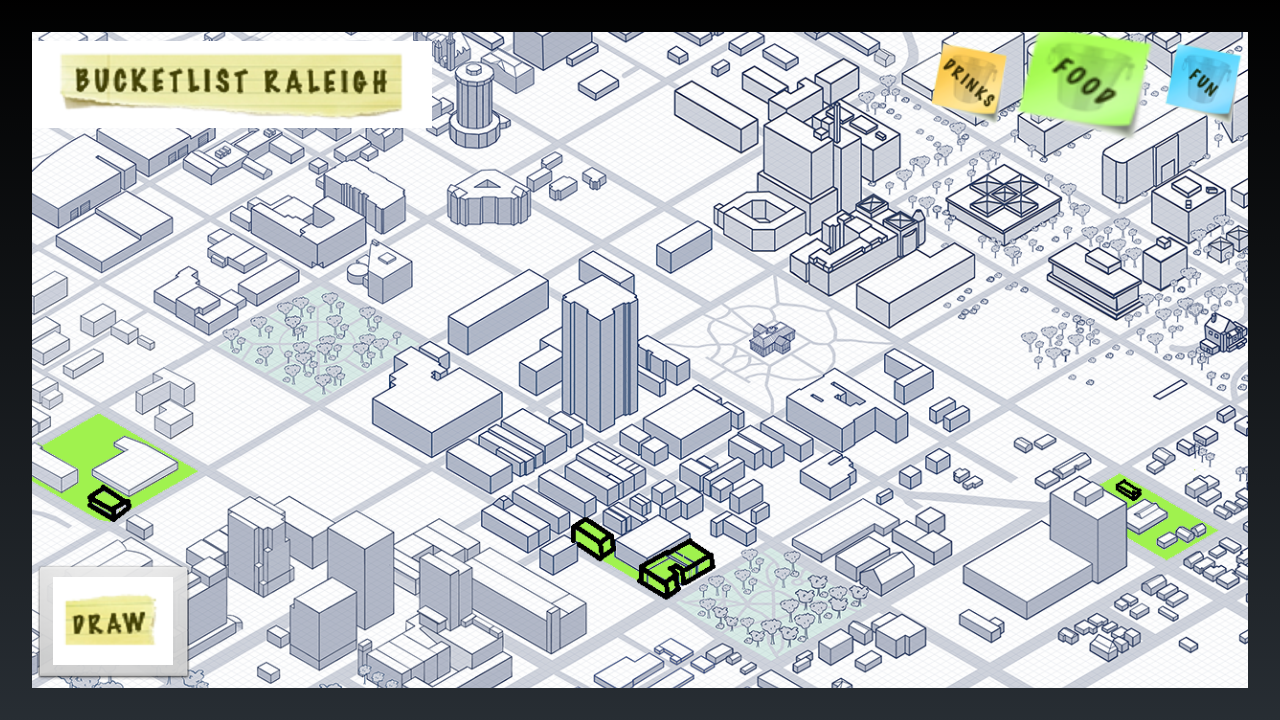 BUCKETLIST RALEIGH
DRINKS
FOOD
FUN
DRAW